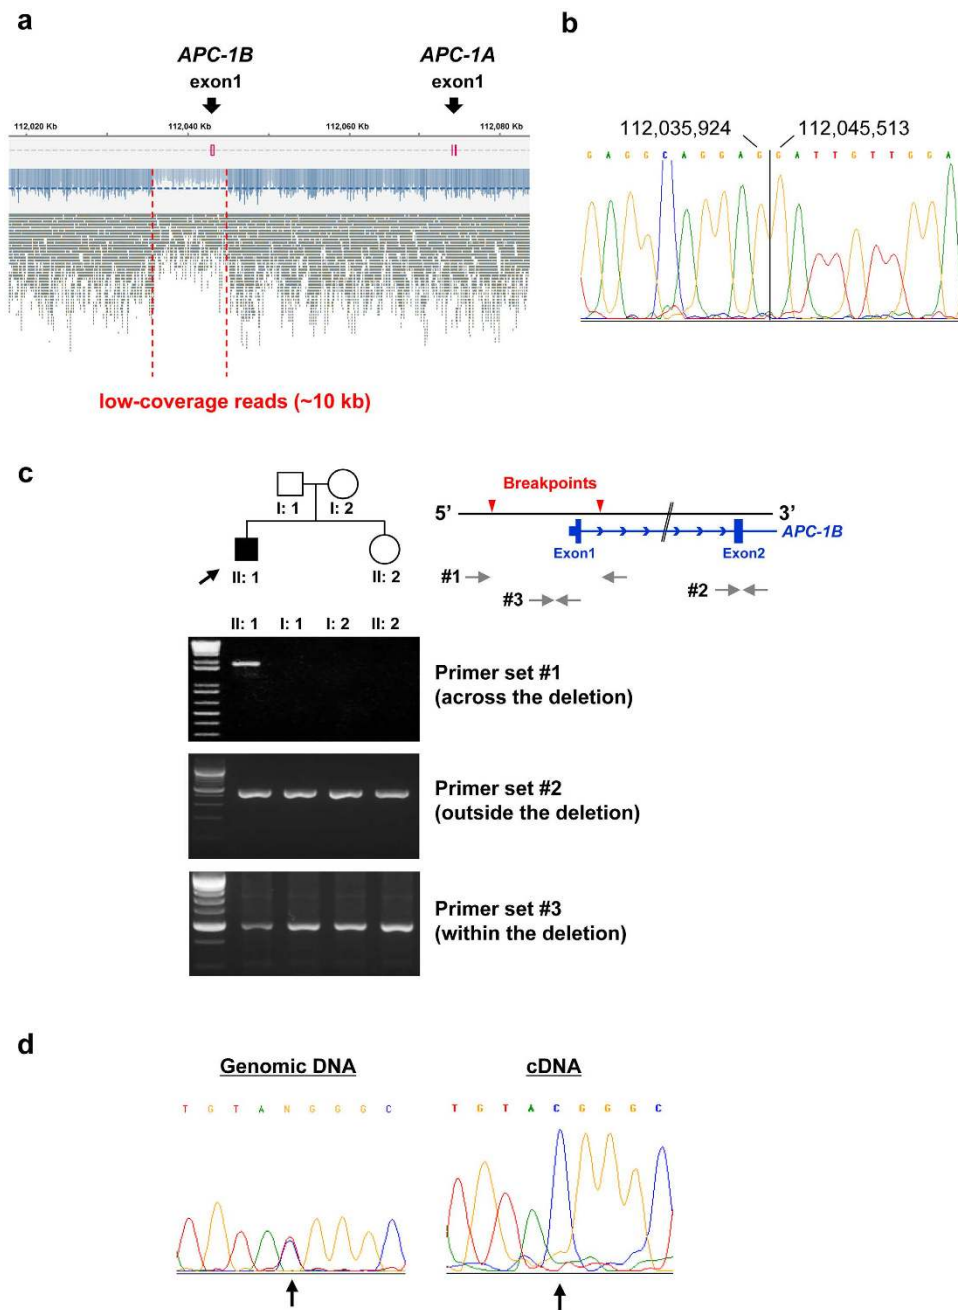 a
APC-1B
exon1
APC-1A
exon1
112,020 Kb
112,040 Kb
112,060 Kb
112,080 Kb
low-coverage reads (~10 kb)
b
112,035,924
112,045,513
G A G G C A G G A G G A T T G T T G G A
c
I: 1
I: 2
II: 1
II: 2
Breakpoints
5’
3’
APC-1B
Exon1
Exon2
#1
#3
#2
II: 1 I: 1 I: 2 II: 2
Primer set #1
(across the deletion)
Primer set #2
(outside the deletion)
Primer set #3
(within the deletion)
d
Genomic DNA
T G T A N G G G C
cDNA
T G T A C G G G C